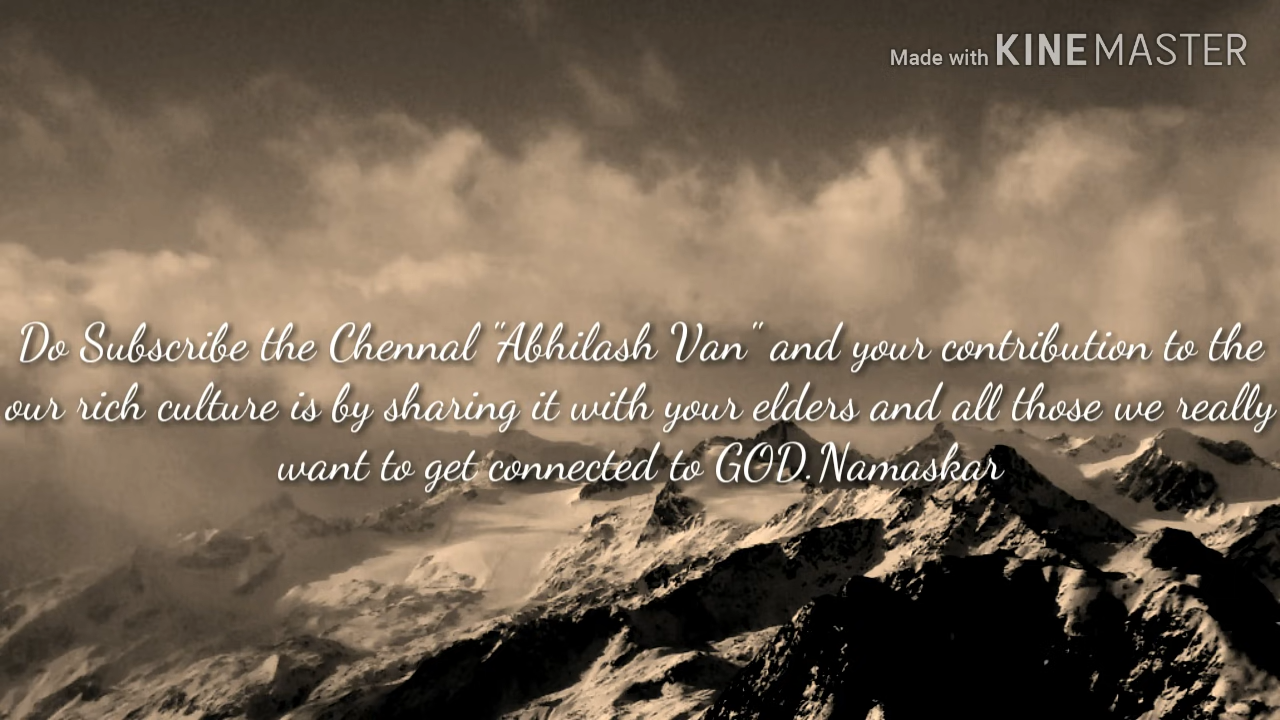 Made with KINEMASTER
Do Subscribe the Chennal "Abhilash Van" and your contribution to the
our rich culture is by sharing it with your elders and all those we really
want to get connected to GOD.Namaskar